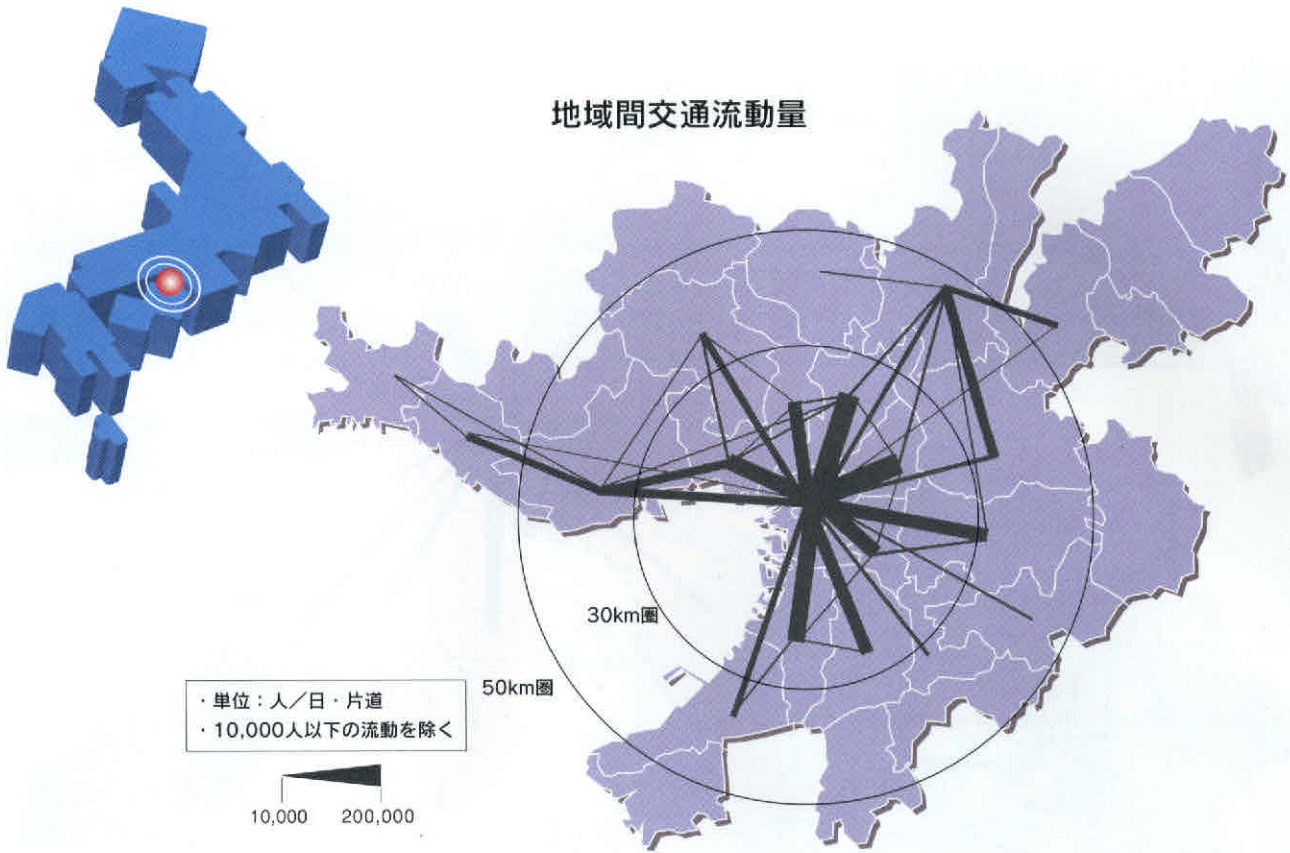 地域間交通流動量
30km圏
50km圏
・単位：人／日・片道
・10,000人以下の流動を除く
10,000 200,000